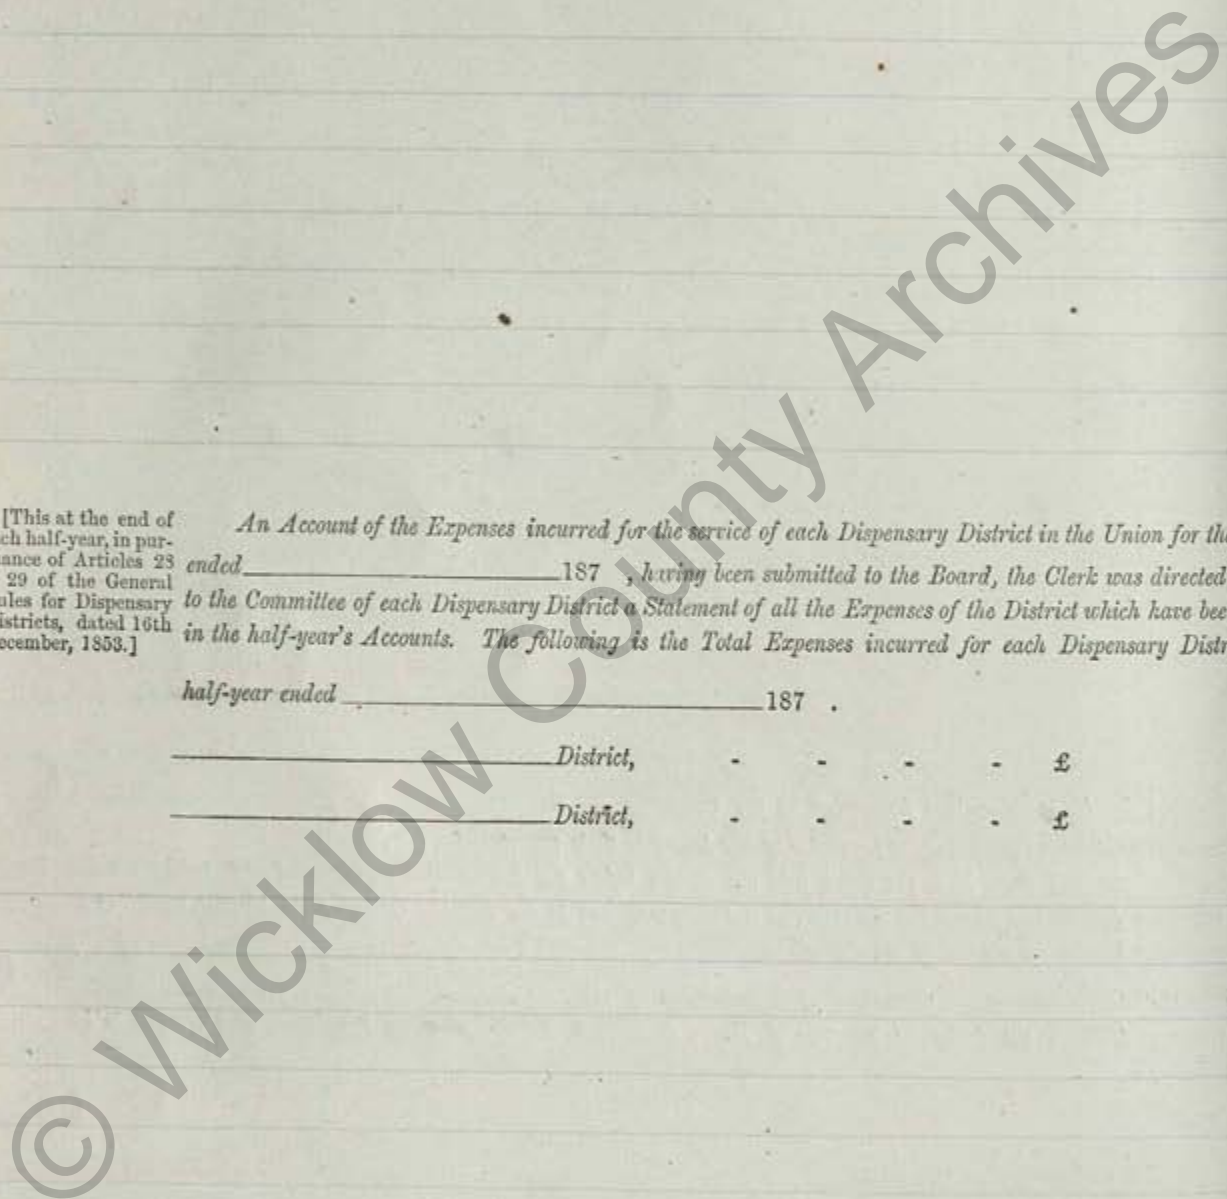 [This at the end of
ch half-year, in pur-
ance of Articles 28
29 of the General
ules for Dispensary
istricts, dated 16th
ecember, 1853.]
An Account of the Expenses incurred for the service of each Dispensary District in the Union for th
ended 187 , having been submitted to the Board, the Clerk was directed
to the Committee of each Dispensary District a Statement of all the Expenses of the District which have bee
in the half-year's Accounts. The following is the Total Expenses incurred for each Dispensary Distr
half-year ended 187 .
District, - - - - £
District, - - - - £
© Wicklow County Archives